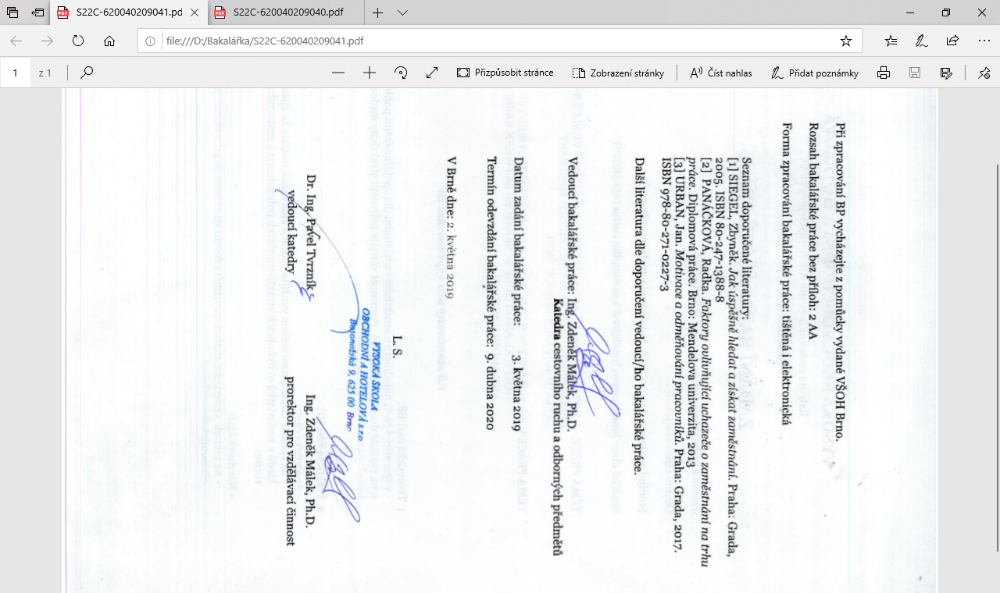 S22C-620040209041.pd
S22C-620040209040.pdf
file:///D:/Bakalářka/S22C-620040209041.pdf
1 z 1
Přizpůsobit stránce
Zobrazení stránky
Číst nahlas
Přidat poznámky
Při zpracování BP vycházejte z pomůcky vydané VŠOH Brno.
Rozsah bakalářské práce bez příloh: 2 AA
Forma zpracování bakalářské práce: tištěná i elektronická
Seznam doporučené literatury:
[1] SIEGEL, Zbyněk. Jak úspěšně hledat a získat zaměstnání. Praha: Grada,
2005. ISBN 80-247-1388-8
[2] PANÁČKOVÁ, Radka. Faktory ovlivňující uchazeče o zaměstnání na trhu
práce. Diplomová práce. Brno: Mendelova univerzita, 2013
[3] URBAN, Jan. Motivace a odměňování pracovníků. Praha: Grada, 2017.
ISBN 978-80-271-0227-3
Další literatura dle doporučení vedoucí/ho bakalářské práce.
Vedoucí bakalářské práce: Ing. Zdeněk Málek, Ph.D.
Katedra cestovního ruchu a odborných předmětů
Datum zadání bakalářské práce: 3. května 2019
Termín odevzdání bakalářské práce: 9. dubna 2020
V Brně dne: 2. května 2019
L. S.
VYSOKÁ ŠKOLA
OBCHODNÍ A HOTELOVÁ s.r.o
Bosonožská 9, 625 00 Brno
Dr. Ing. Pavel Tvrzník
vedoucí katedry
Ing. Zdeněk Málek, Ph.D.
prorektor pro vzdělávací činnost